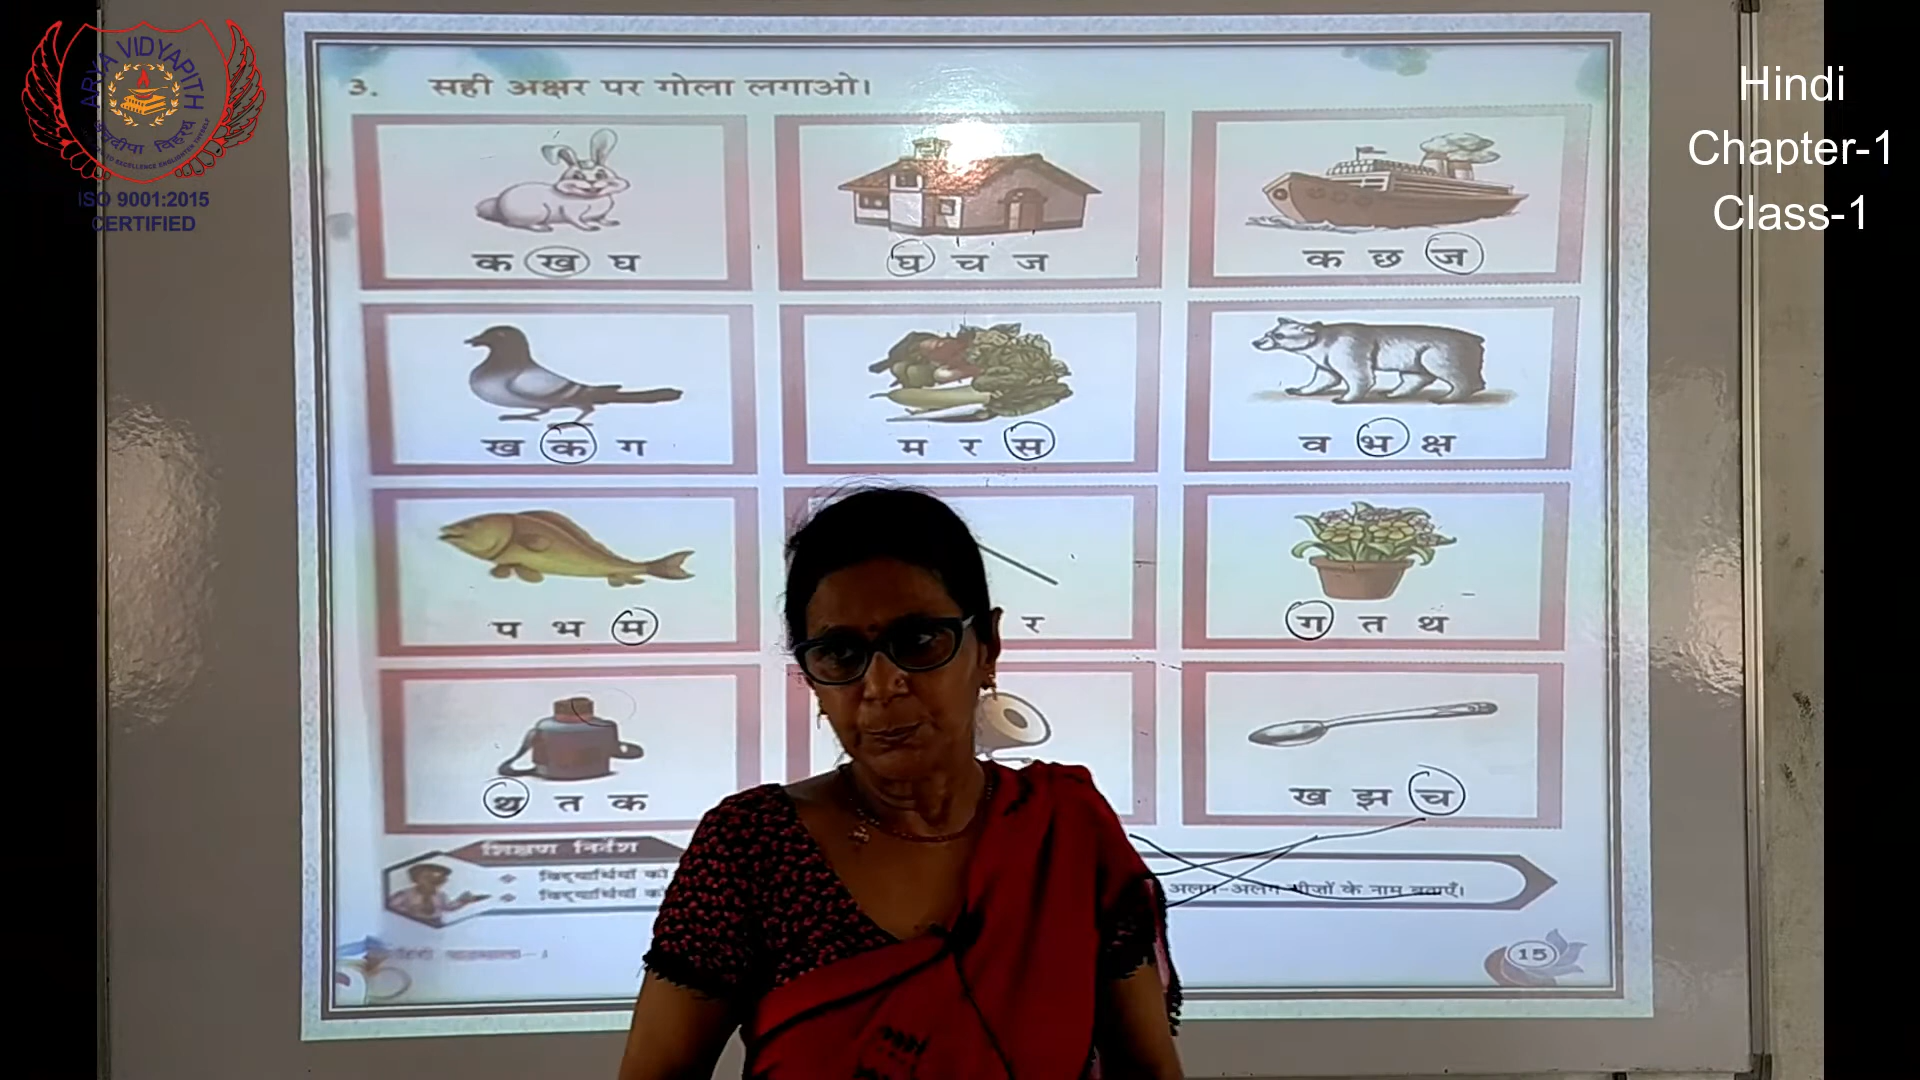 ARYA VIDYAPITH
ISO 9001:2015
CERTIFIED
Hindi
Chapter-1
Class-1
3. सही अक्षर पर गोला लगाओ।
क ख घ
घ च ज
क छ ज
ख क ग
म र स
व भ क्ष
प भ म
र
ग त थ
थ त क
ख झ च
शिक्षण निर्देश
❖ विद्यार्थियों को
❖ विद्यार्थियों को अलग-अलग चीजों के नाम बताएँ।
15